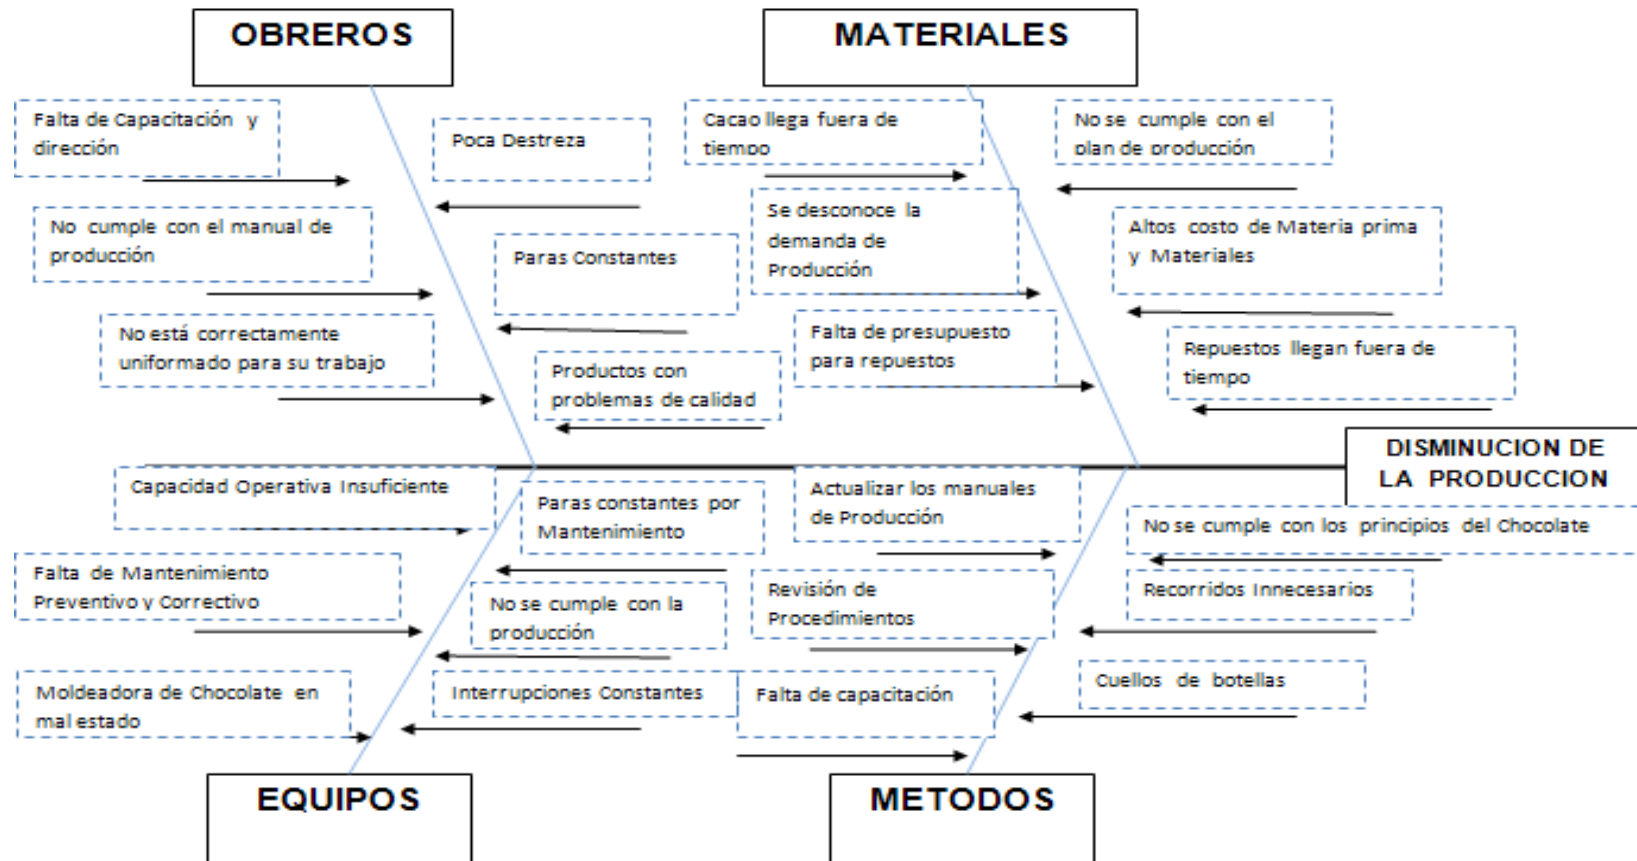 OBREROS
MATERIALES
Falta de Capacitación y
dirección
Poca Destreza
Cacao llega fuera de
tiempo
No se cumple con el
plan de producción
No cumple con el manual de
producción
Paras Constantes
Se desconoce la
demanda de
Producción
Altos costo de Materia prima
y Materiales
No está correctamente
uniformado para su trabajo
Productos con
problemas de calidad
Falta de presupuesto
para repuestos
Repuestos llegan fuera de
tiempo
DISMINUCION DE
LA PRODUCCION
Capacidad Operativa Insuficiente
Paras constantes por
Mantenimiento
Actualizar los manuales
de Producción
No se cumple con los principios del Chocolate
Falta de Mantenimiento
Preventivo y Correctivo
No se cumple con la
producción
Revisión de
Procedimientos
Recorridos Innecesarios
Moldeadora de Chocolate en
mal estado
Interrupciones Constantes
Falta de capacitación
Cuellos de botellas
EQUIPOS
METODOS